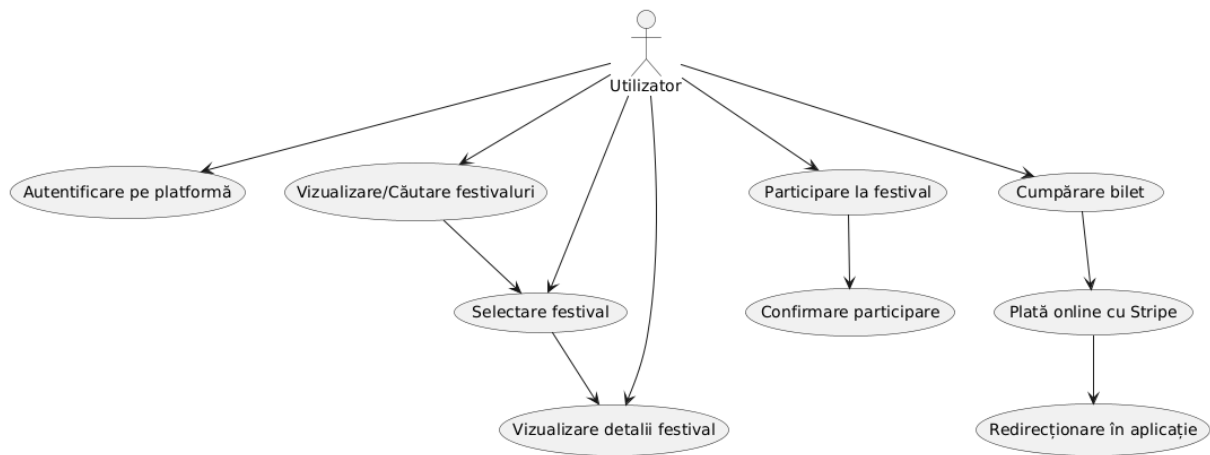 Utilizator
Autentificare pe platformă
Vizualizare/Căutare festivaluri
Participare la festival
Cumpărare bilet
Selectare festival
Confirmare participare
Plată online cu Stripe
Vizualizare detalii festival
Redirecționare în aplicație